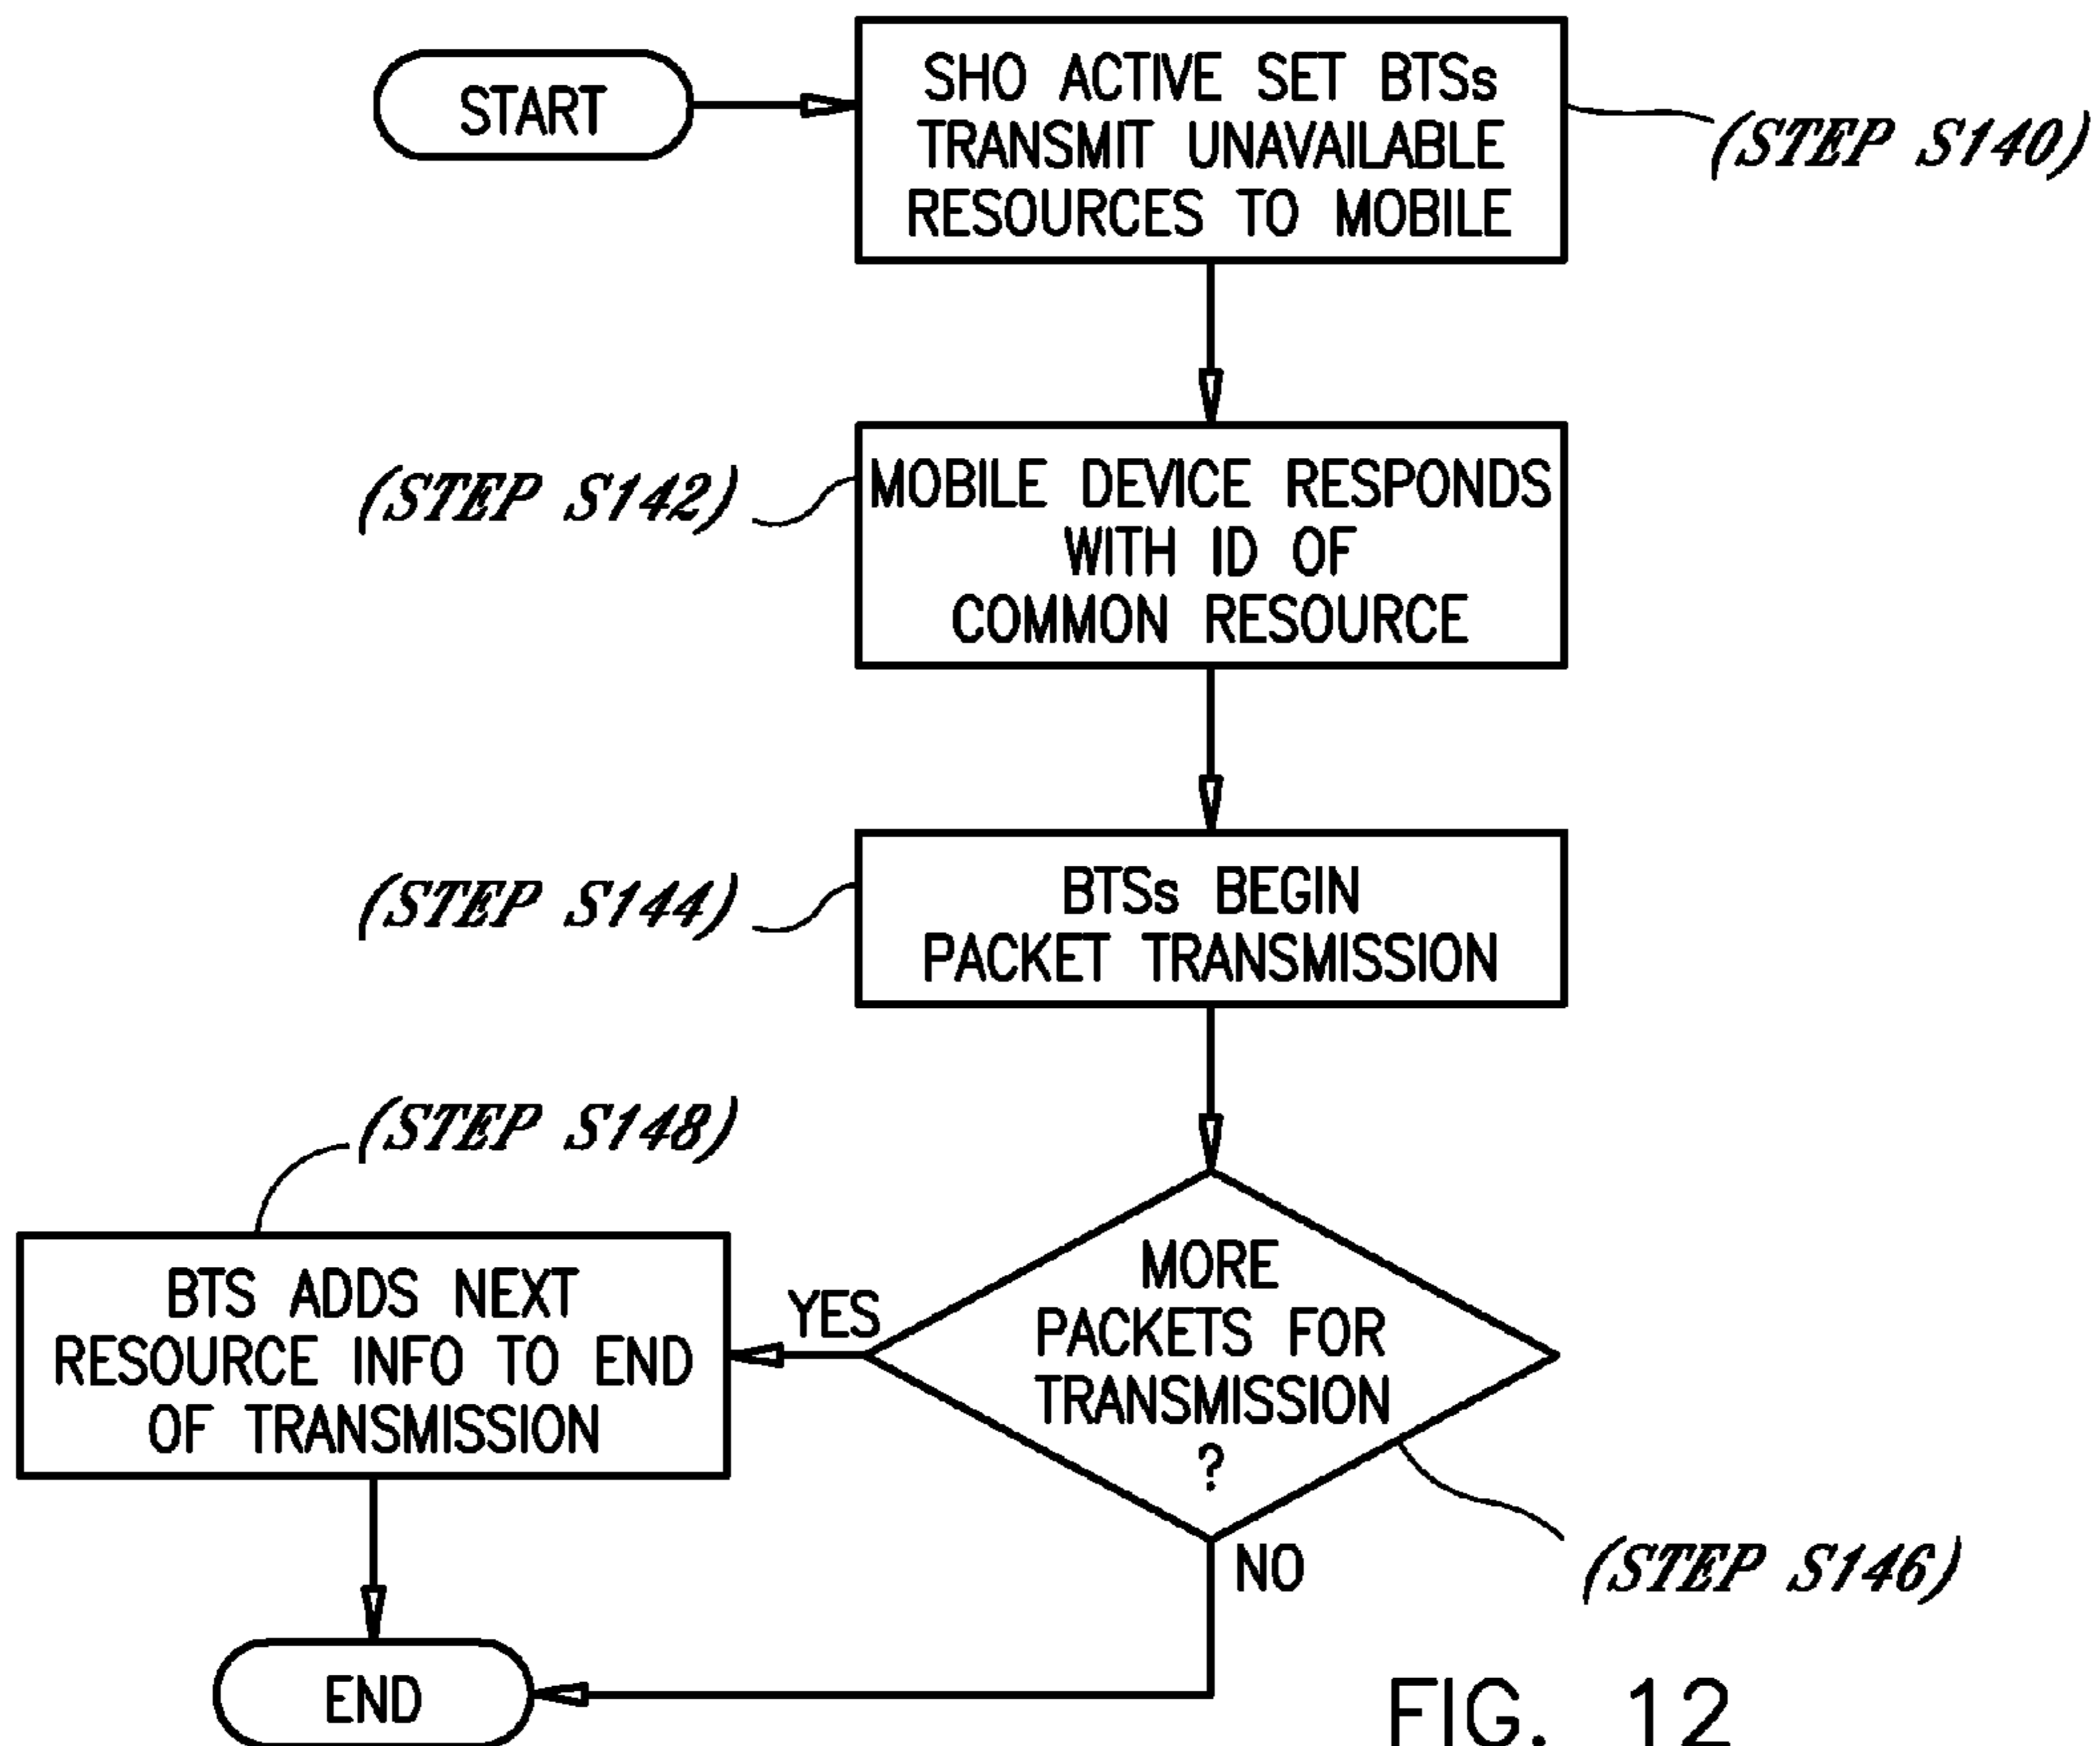 START
SHO ACTIVE SET BTSs
TRANSMIT UNAVAILABLE
RESOURCES TO MOBILE
(STEP S140)
(STEP S142)
MOBILE DEVICE RESPONDS
WITH ID OF
COMMON RESOURCE
(STEP S144)
BTSs BEGIN
PACKET TRANSMISSION
(STEP S148)
BTS ADDS NEXT
RESOURCE INFO TO END
OF TRANSMISSION
YES
MORE
PACKETS FOR
TRANSMISSION
?
NO
(STEP S146)
END
FIG. 12